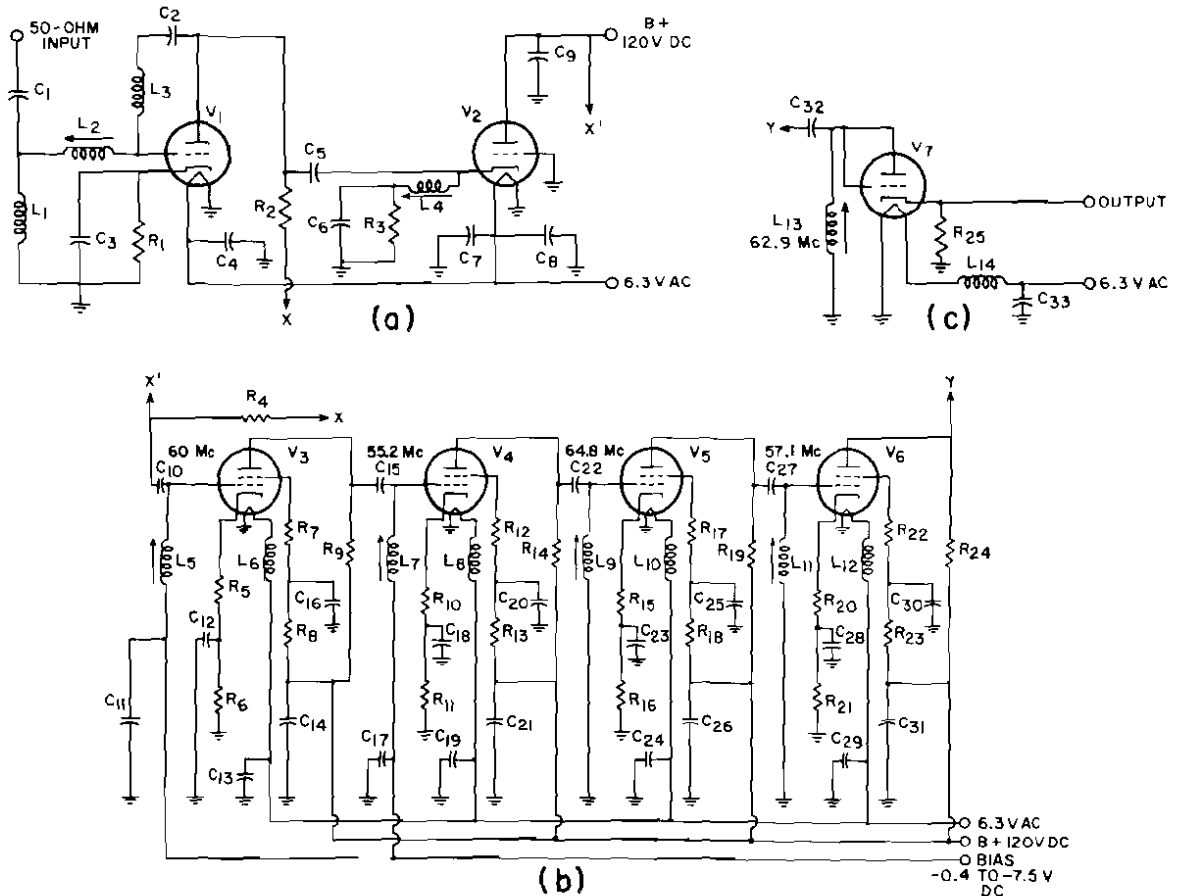 50-OHM
INPUT
C1
L2
L1
C3
R1
C2
L3
V1
C4
C5
R2
X
C6
R3
L4
C7
C8
V2
C9
B+
120V DC
X'
6.3 V AC
(a)
C32
Y
V7
L13
62.9 Mc
R25
OUTPUT
L14
C33
6.3 V AC
(c)
X'
R4
X
60 Mc
V3
C10
L5
C11
C12
R5
R6
C13
L6
R7
C16
R8
C14
R9
55.2 Mc
V4
C15
L7
C17
R10
C18
R11
C19
L8
R12
C20
R13
C21
R14
64.8 Mc
V5
C22
L9
R15
C23
R16
C24
L10
R17
C25
R18
C26
R19
57.1 Mc
V6
C27
L11
R20
C28
R21
C29
L12
R22
C30
R23
C31
R24
Y
6.3 V AC
B+ 120V DC
BIAS
-0.4 TO -7.5 V
DC
(b)